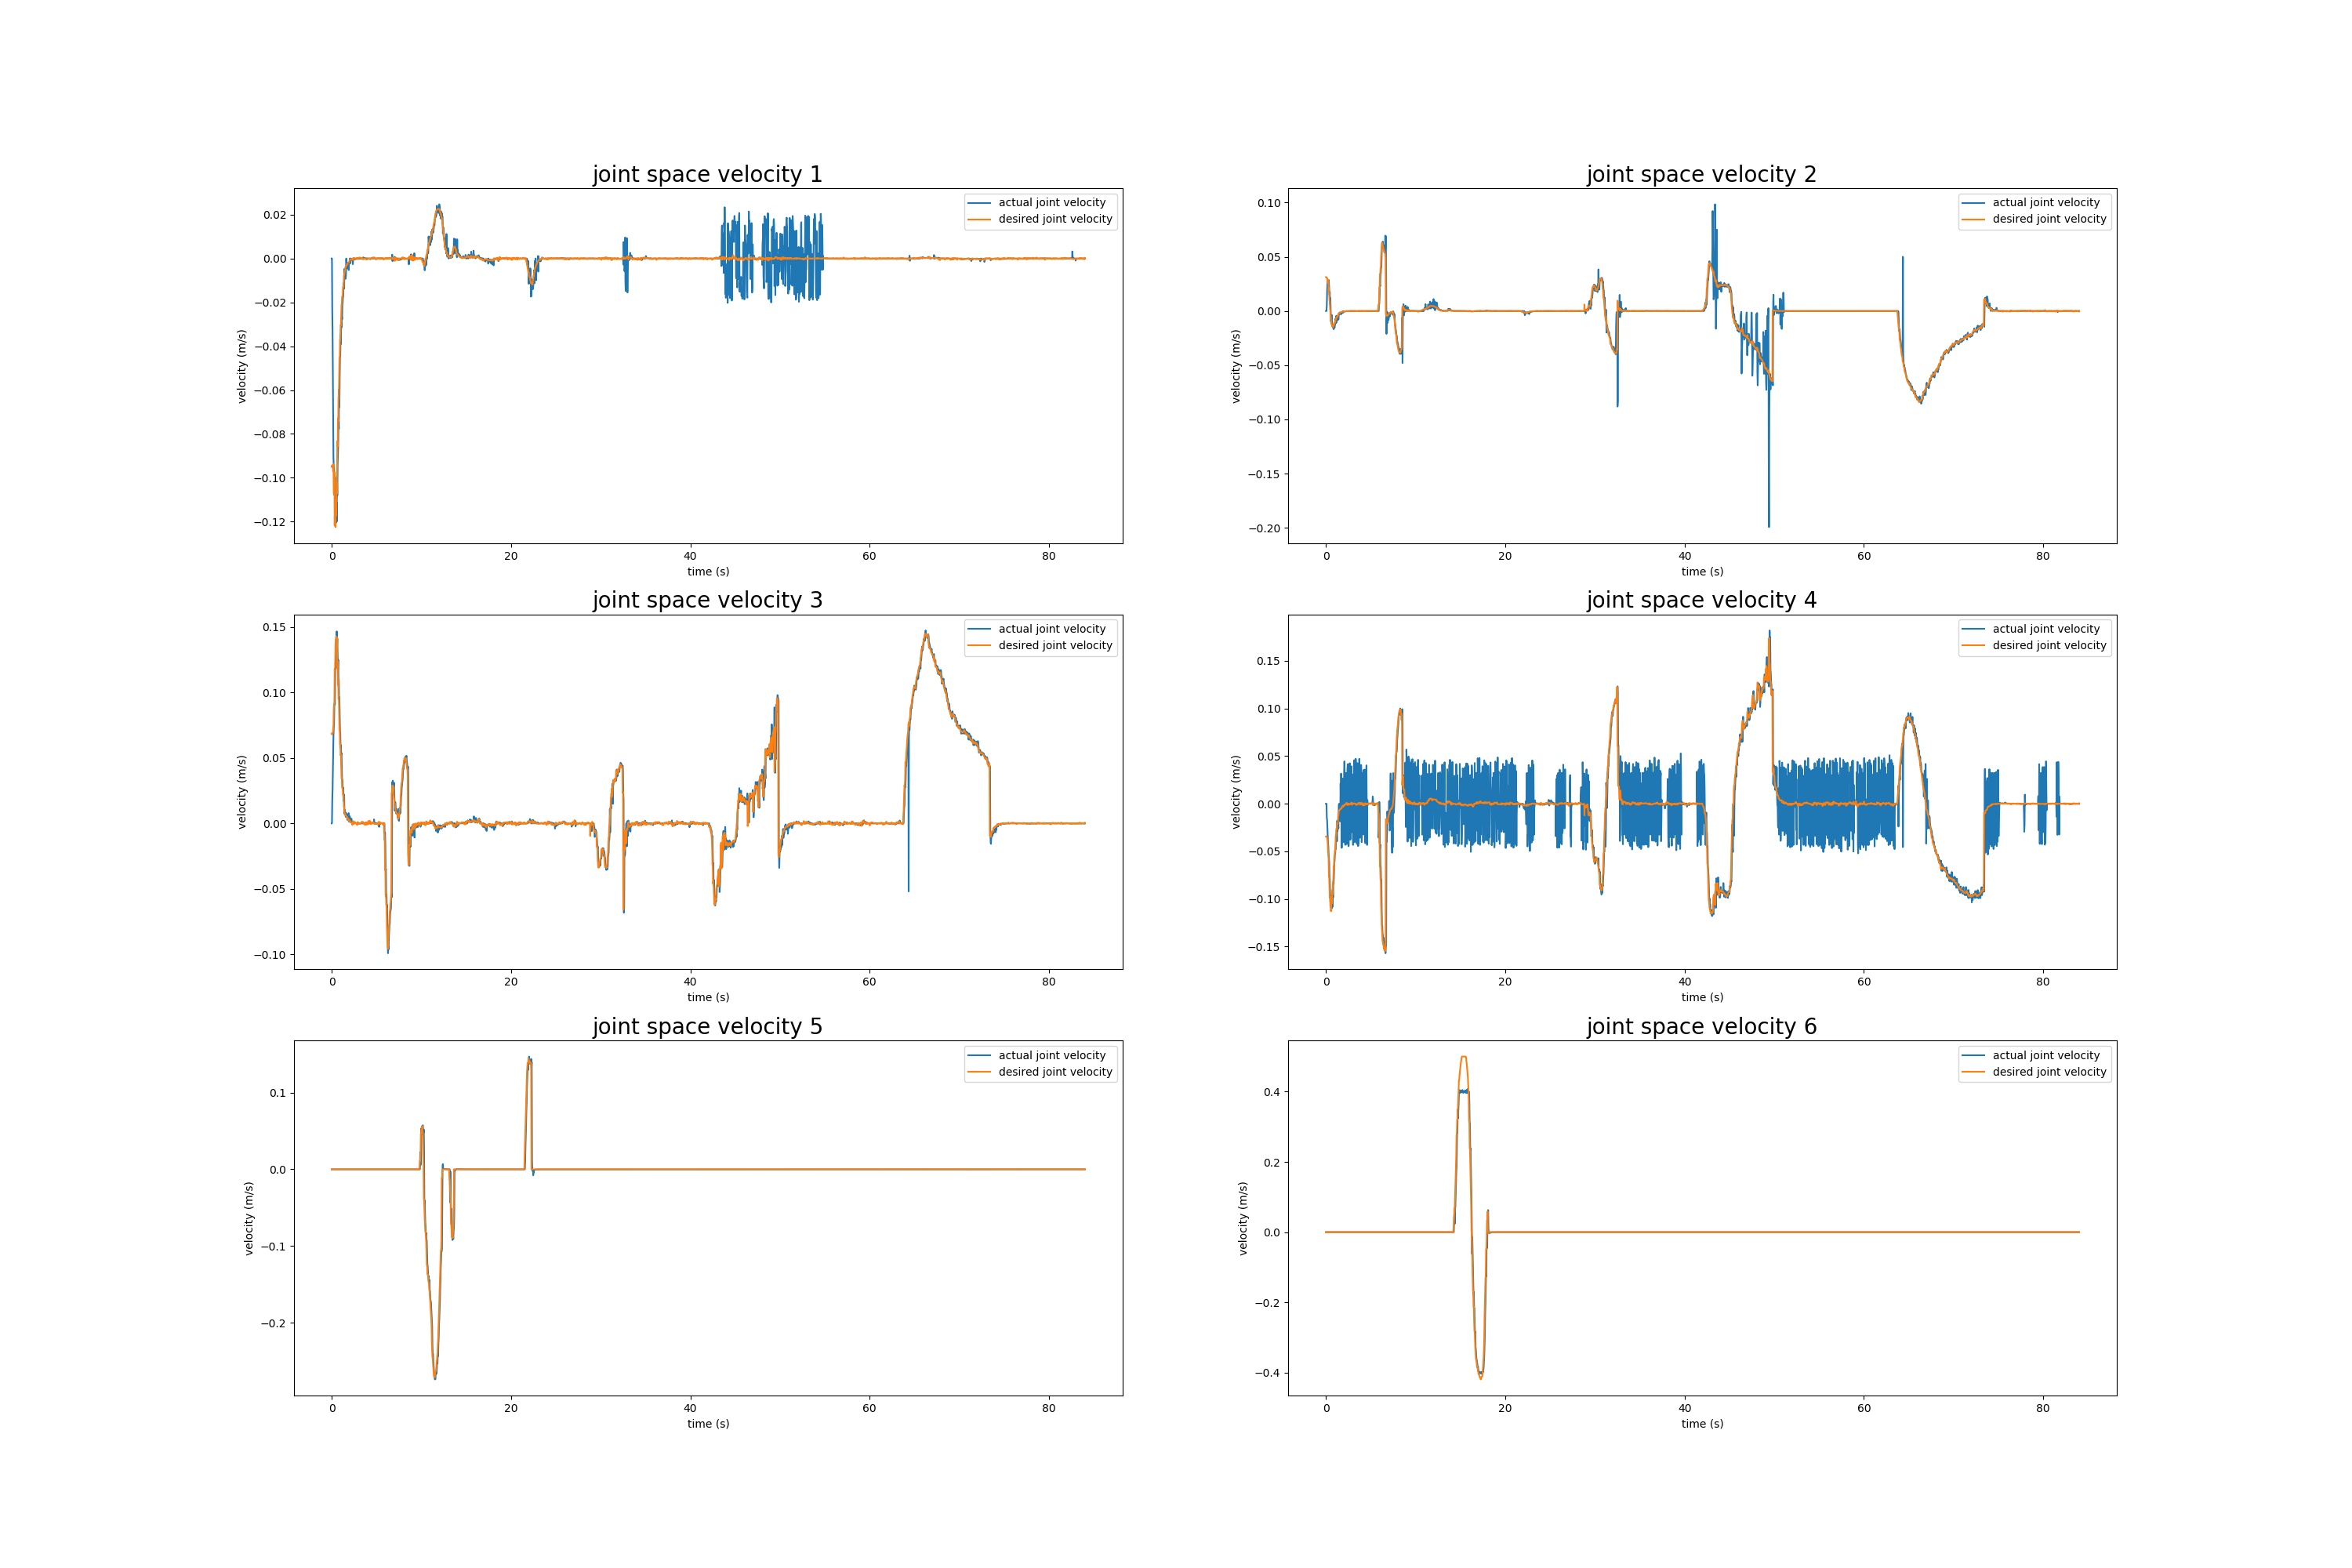 joint space velocity 1
joint space velocity 2
actual joint velocity
desired joint velocity
actual joint velocity
desired joint velocity
velocity (m/s)
0.02
0.00
−0.02
−0.04
−0.06
−0.08
−0.10
−0.12
0 20 40 60 80
time (s)
velocity (m/s)
0.10
0.05
0.00
−0.05
−0.10
−0.15
−0.20
0 20 40 60 80
time (s)
joint space velocity 3
joint space velocity 4
actual joint velocity
desired joint velocity
actual joint velocity
desired joint velocity
velocity (m/s)
0.15
0.10
0.05
0.00
−0.05
−0.10
0 20 40 60 80
time (s)
velocity (m/s)
0.15
0.10
0.05
0.00
−0.05
−0.10
−0.15
0 20 40 60 80
time (s)
joint space velocity 5
joint space velocity 6
actual joint velocity
desired joint velocity
actual joint velocity
desired joint velocity
velocity (m/s)
0.1
0.0
−0.1
−0.2
0 20 40 60 80
time (s)
velocity (m/s)
0.4
0.2
0.0
−0.2
−0.4
0 20 40 60 80
time (s)